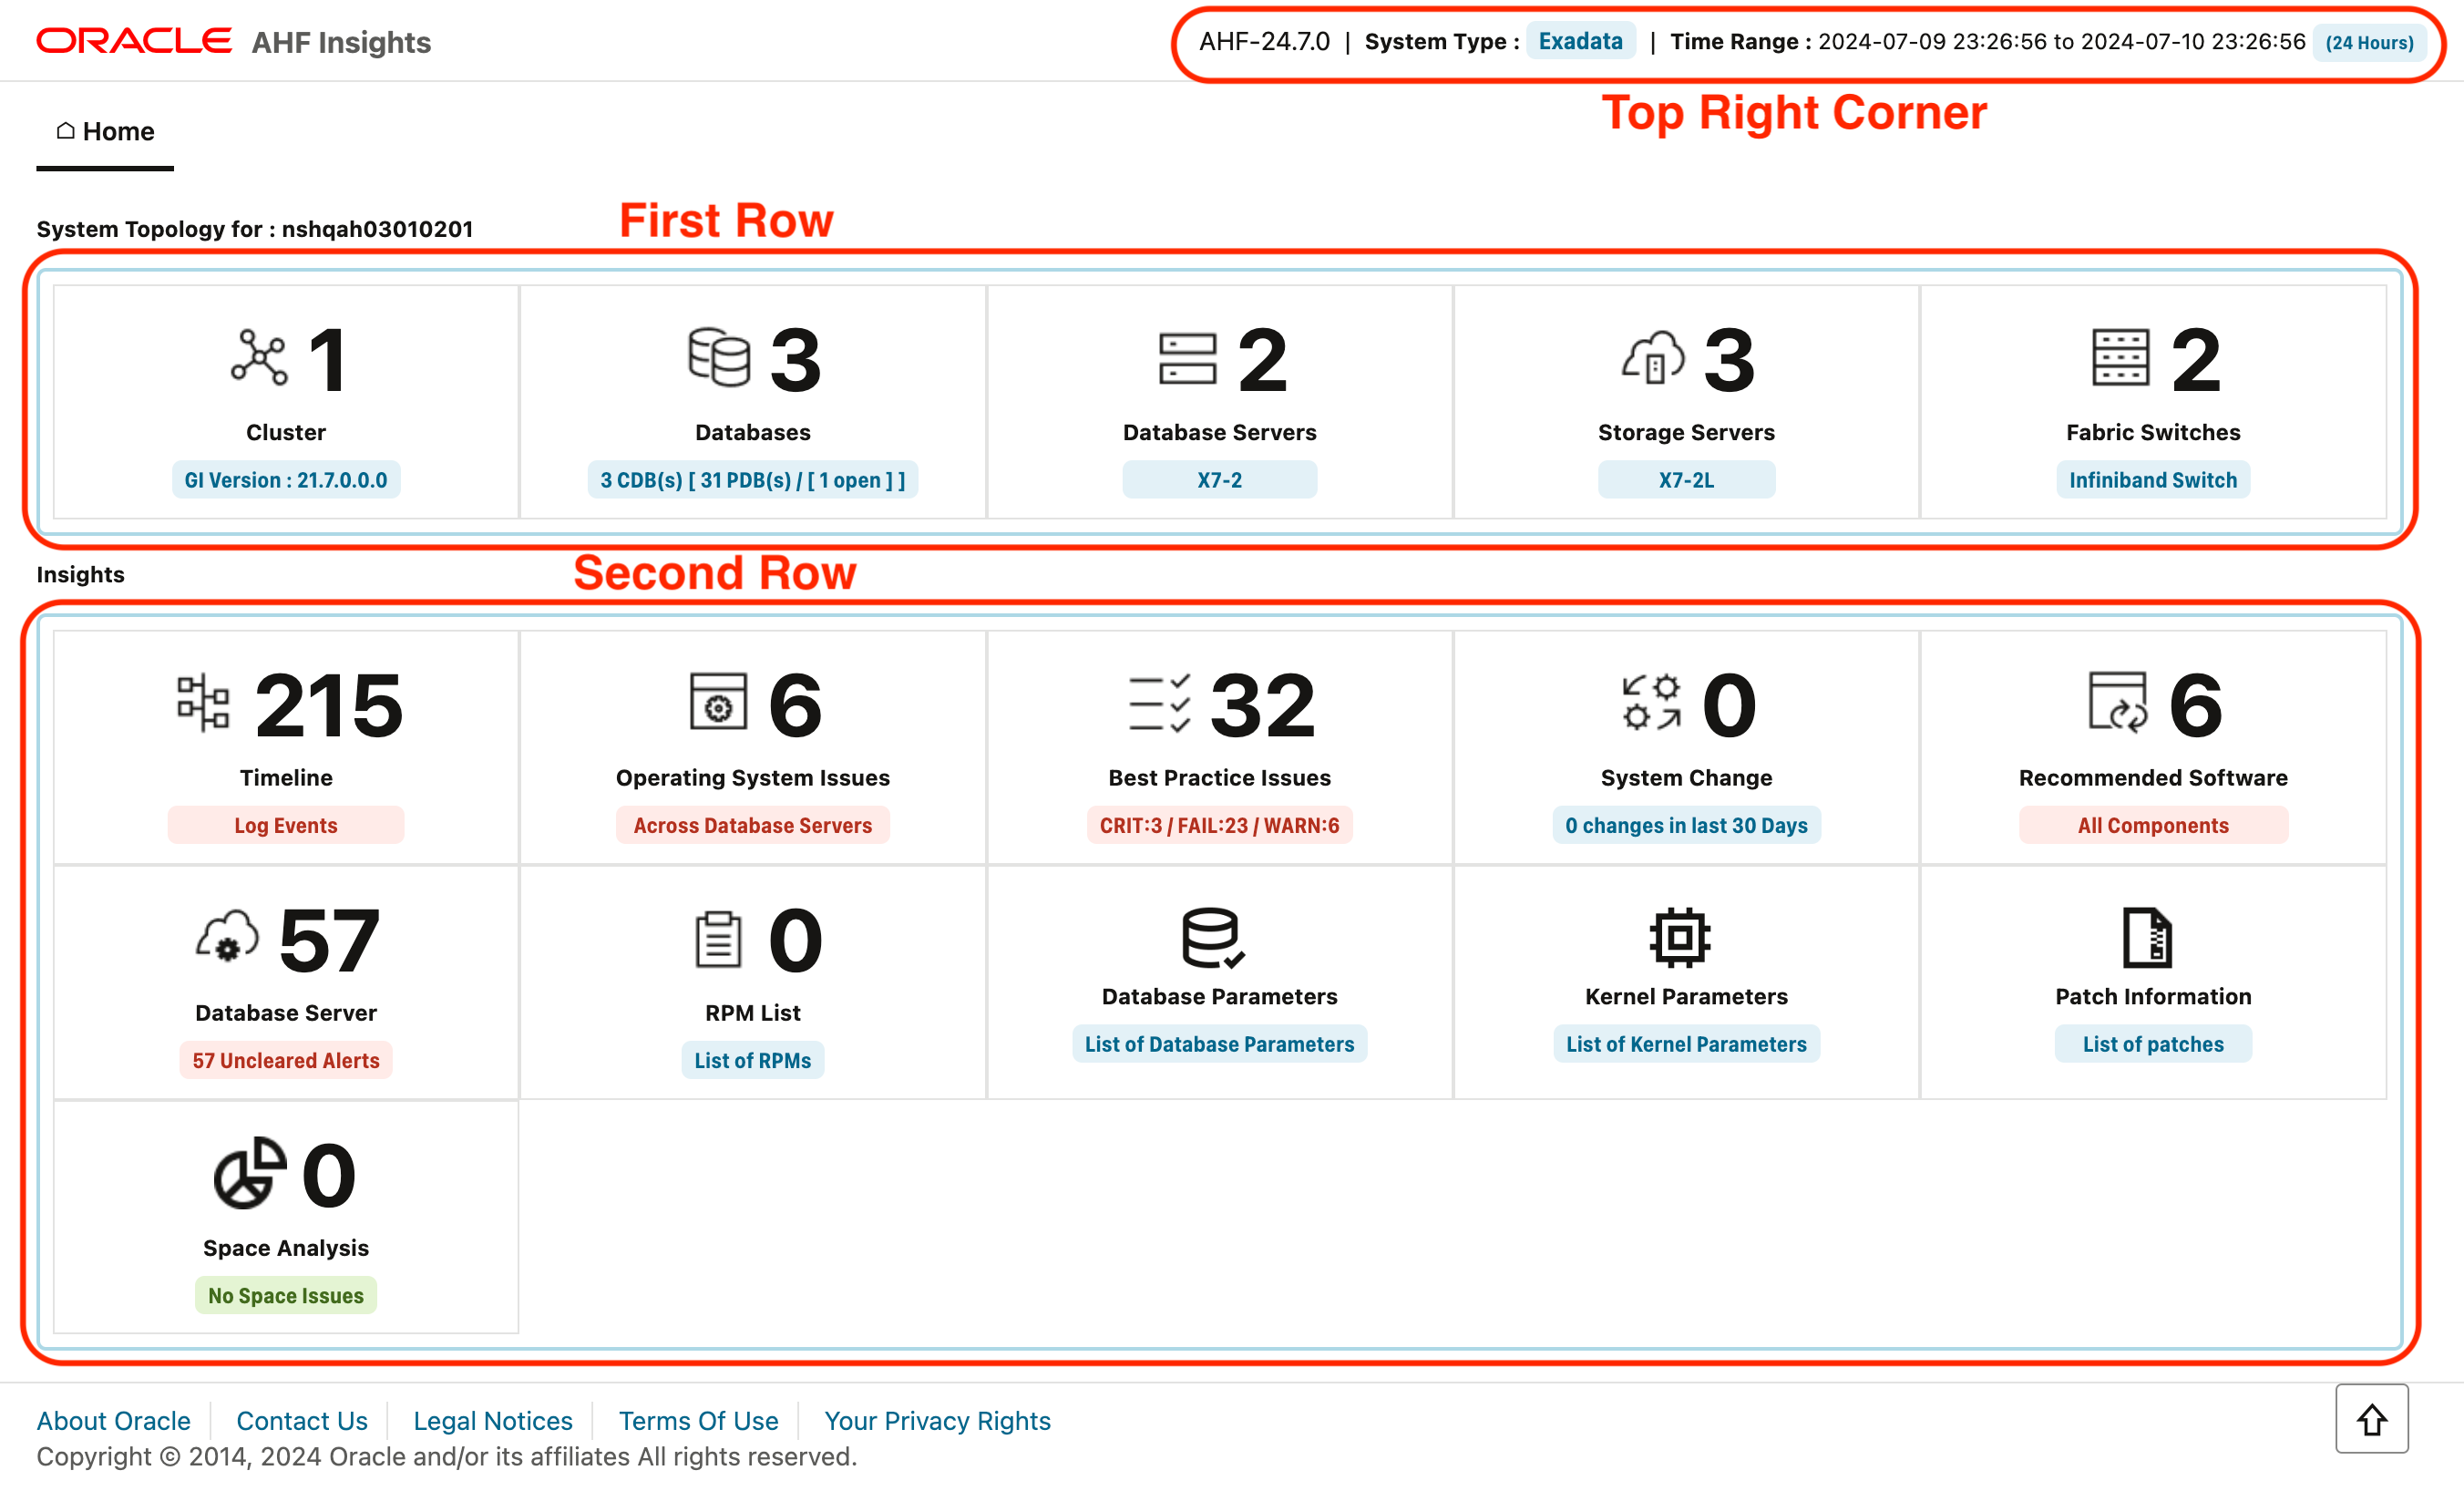 ORACLE AHF Insights
AHF-24.7.0 | System Type : Exadata | Time Range : 2024-07-09 23:26:56 to 2024-07-10 23:26:56 (24 Hours)
Top Right Corner
Home
First Row
System Topology for : nshqah03010201
1
Cluster
GI Version : 21.7.0.0.0
3
Databases
3 CDB(s) [ 31 PDB(s) / [ 1 open ] ]
2
Database Servers
X7-2
3
Storage Servers
X7-2L
2
Fabric Switches
Infiniband Switch
Second Row
Insights
215
Timeline
Log Events
6
Operating System Issues
Across Database Servers
32
Best Practice Issues
CRIT:3 / FAIL:23 / WARN:6
0
System Change
0 changes in last 30 Days
6
Recommended Software
All Components
57
Database Server
57 Uncleared Alerts
0
RPM List
List of RPMs
Database Parameters
List of Database Parameters
Kernel Parameters
List of Kernel Parameters
Patch Information
List of patches
0
Space Analysis
No Space Issues
About Oracle
Contact Us
Legal Notices
Terms Of Use
Your Privacy Rights
Copyright © 2014, 2024 Oracle and/or its affiliates All rights reserved.